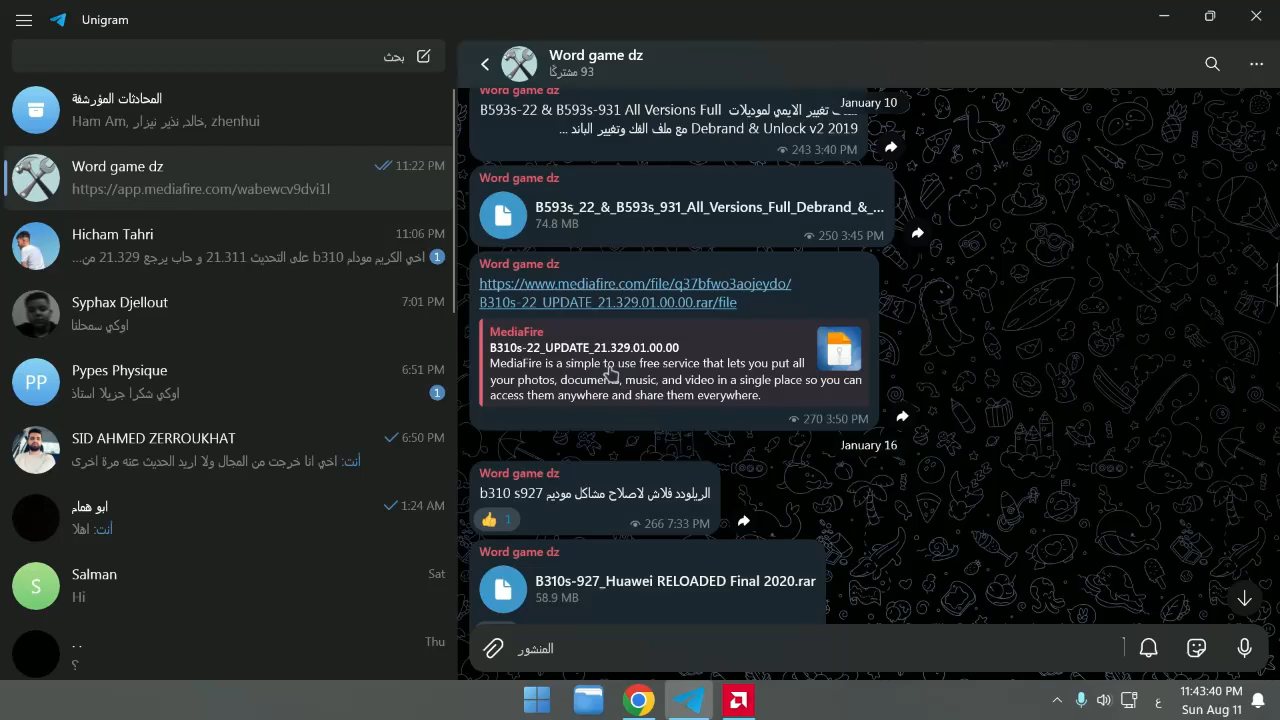 Unigram
بحث
المحادثات المؤرشفة
Ham Am, خالد, نذير نيزار, zhenhui
Word game dz
11:22 PM
https://app.mediafire.com/wabewcv9dvi1l
Hicham Tahri
11:06 PM
اخي الكريم مودام b310 على التحديث 21.311 و حاب يرجع 21.329 من...
1
Syphax Djellout
7:01 PM
اوكي سمحلنا
PP
Pypes Physique
6:51 PM
اوكي شكرا جزيلا استاذ
1
SID AHMED ZERROUKHAT
6:50 PM
أنت: اخي انا خرجت من المجال ولا اريد الحديث عنه مرة اخرى
ابو همام
1:24 AM
أنت: اهلا
S
Salman
Sat
Hi
. .
Thu
؟
Word game dz
93 مشتركًا
Word game dz
January 10
تغيير الايمي لموديلات B593s-22 & B593s-931 All Versions Full
Debrand & Unlock v2 2019 مع ملف الفك وتغيير الباند ...
243 3:40 PM
Word game dz
B593s_22_&_B593s_931_All_Versions_Full_Debrand_&_...
74.8 MB
250 3:45 PM
Word game dz
https://www.mediafire.com/file/q37bfwo3aojeydo/
B310s-22_UPDATE_21.329.01.00.00.rar/file
MediaFire
B310s-22_UPDATE_21.329.01.00.00
MediaFire is a simple to use free service that lets you put all
your photos, documents, music, and video in a single place so you can
access them anywhere and share them everywhere.
270 3:50 PM
January 16
Word game dz
الريلودد فلاش لاصلاح مشاكل موديم b310 s927
1
266 7:33 PM
Word game dz
B310s-927_Huawei RELOADED Final 2020.rar
58.9 MB
المنشور
ع
11:43:40 PM
Sun Aug 11